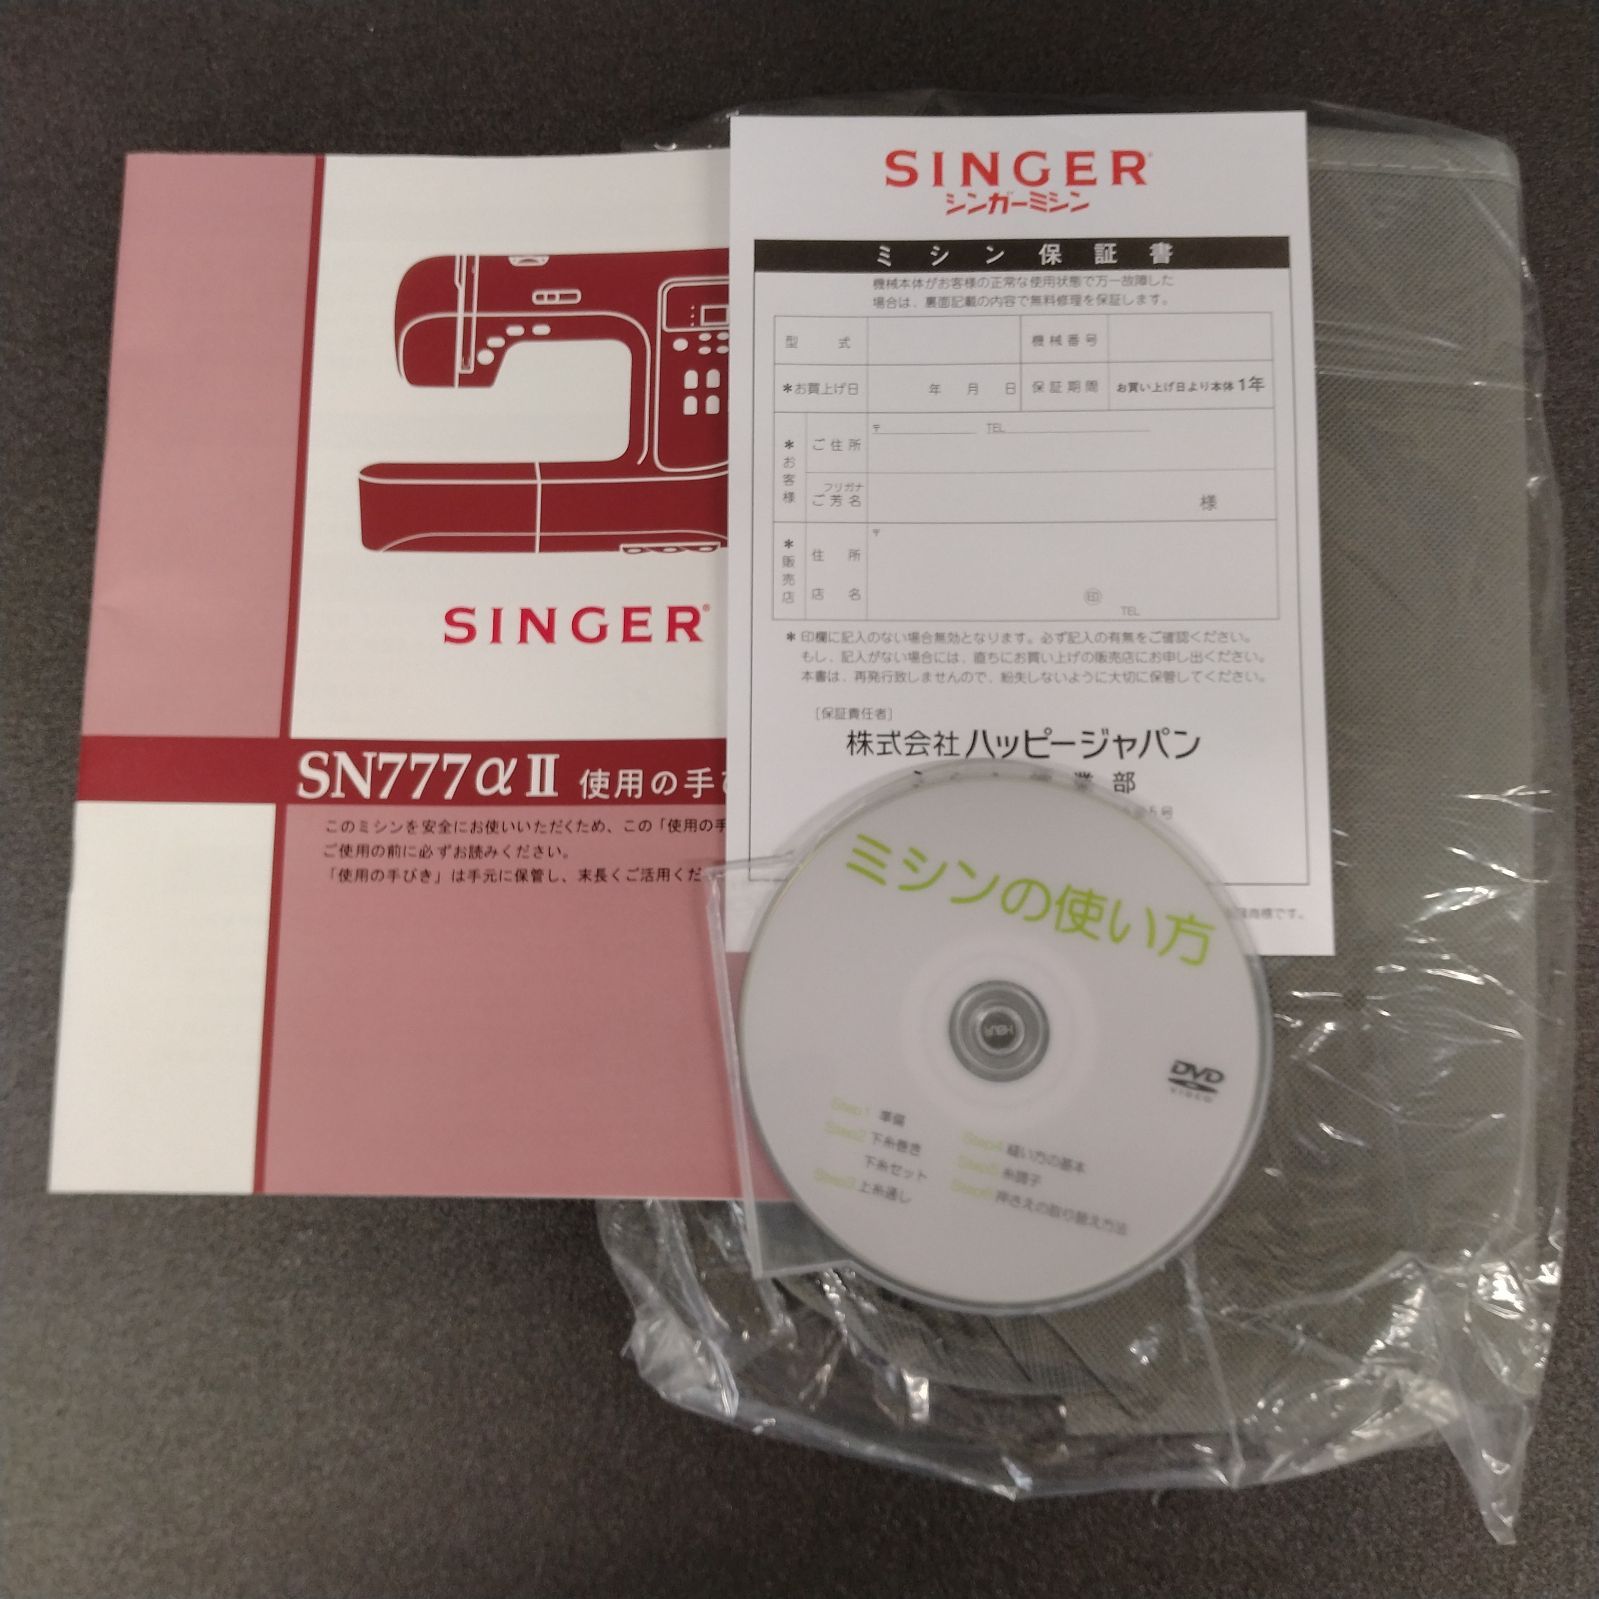 SINGER
SN777αⅡ 使用の手び
このミシンを安全にお使いいただくため、この「使用の手
ご使用の前に必ずお読みください。
「使用の手びき」は手元に保管し、末長くご活用くだ
SINGER
シンガーミシン
ミシン保証書
機械本体がお客様の正常な使用状態で万一故障した
場合は、裏面記載の内容で無料修理を保証します。
型式 機械番号
*お買上げ日 年 月 日 保証期間 お買い上げ日より本体1年
*お客様 ご住所 〒 TEL
フリガナ
ご芳名 様
*販売店 住所 〒
店名 印
TEL
* 印欄に記入のない場合無効となります。必ず記入の有無をご確認ください。
もし、記入がない場合には、直ちにお買い上げの販売店にお申し出ください。
本書は、再発行致しませんので、紛失しないように大切に保管してください。
[保証責任者]
株式会社ハッピージャパン
業部
号
商標です。
ミシンの使い方
DVD
VIDEO
Step1 準備
Step2 下糸巻き
下糸セット
Step3 上糸通し
Step4 縫い方の基本
Step5 糸調子
Step6 押さえの取り替え方法